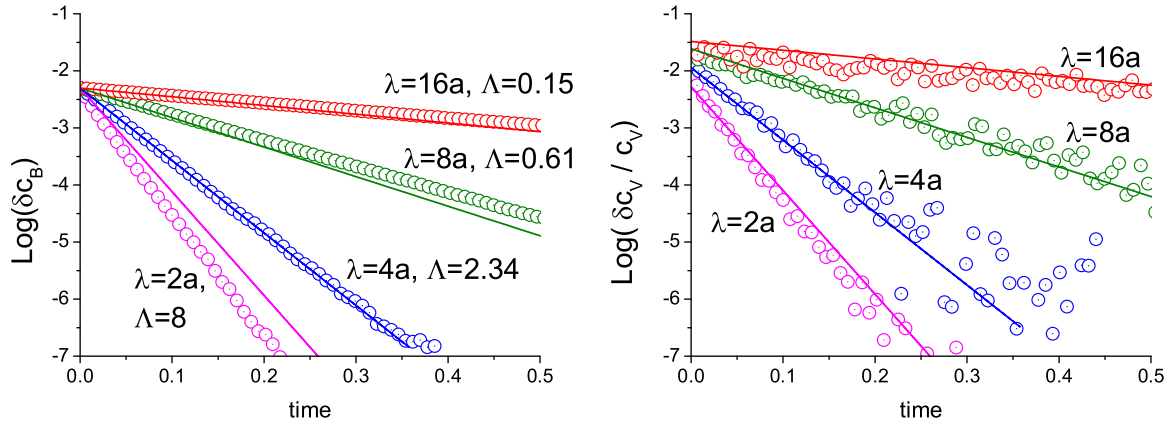 -1
-2
-3
-4
-5
-6
-7
0.0 0.1 0.2 0.3 0.4 0.5
time
Log(δc_B)
λ=16a, Λ=0.15
λ=8a, Λ=0.61
λ=4a, Λ=2.34
λ=2a,
Λ=8
-1
-2
-3
-4
-5
-6
-7
0.0 0.1 0.2 0.3 0.4 0.5
time
Log( δc_V / c_V)
λ=16a
λ=8a
λ=4a
λ=2a